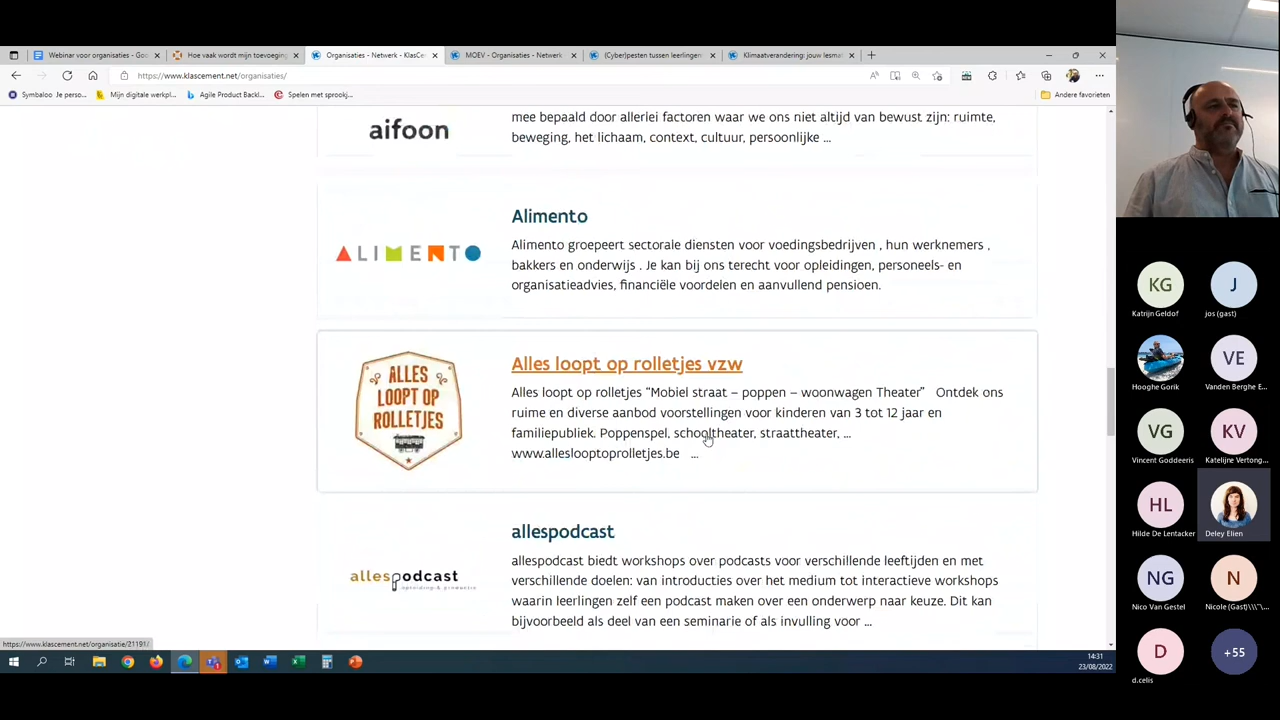 Webinar voor organisaties - Goo
Hoe vaak wordt mijn toevoeging
Organisaties - Netwerk - KlasCe
MOEV - Organisaties - Netwerk
(Cyber)pesten tussen leerlingen
Klimaatverandering: jouw lesma
https://www.klascement.net/organisaties/
Symbaloo Je perso...
Mijn digitale werkpl...
Agile Product Backl...
Spelen met sprookj...
Andere favorieten
aifoon
mee bepaald door allerlei factoren waar we ons niet altijd van bewust zijn: ruimte,
beweging, het lichaam, context, cultuur, persoonlijke ...
ALIMENTO
Alimento
Alimento groepeert sectorale diensten voor voedingsbedrijven , hun werknemers ,
bakkers en onderwijs . Je kan bij ons terecht voor opleidingen, personeels- en
organisatieadvies, financiële voordelen en aanvullend pensioen.
ALLES
LOOPT OP
ROLLETJES
Alles loopt op rolletjes vzw
Alles loopt op rolletjes “Mobiel straat – poppen – woonwagen Theater” Ontdek ons
ruime en diverse aanbod voorstellingen voor kinderen van 3 tot 12 jaar en
familiepubliek. Poppenspel, schooltheater, straattheater, ...
www.alleslooptoprolletjes.be ...
allespodcast
opleiding & productie
allespodcast
allespodcast biedt workshops over podcasts voor verschillende leeftijden en met
verschillende doelen: van introducties over het medium tot interactieve workshops
waarin leerlingen zelf een podcast maken over een onderwerp naar keuze. Dit kan
bijvoorbeeld als deel van een seminarie of als invulling voor ...
https://www.klascement.net/organisatie/21191/
14:31
23/08/2022
KG
Katrijn Geldof
J
jos (gast)
Hooghe Gorik
VE
Vanden Berghe E...
VG
Vincent Goddeeris
KV
Katelijne Vertong...
HL
Hilde De Lentacker
Deley Elien
NG
Nico Van Gestel
N
Nicole (Gast)\\\"\...
D
d.celis
+55